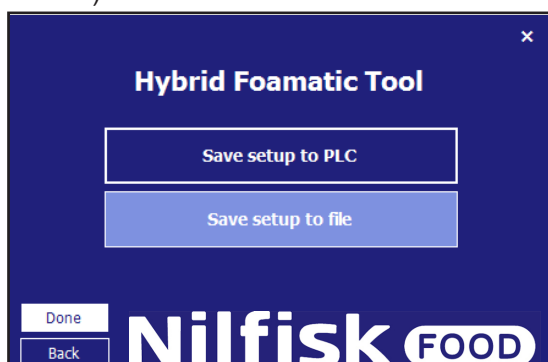 ×
Hybrid Foamatic Tool
Save setup to PLC
Save setup to file
Done
Back
Nilfisk FOOD